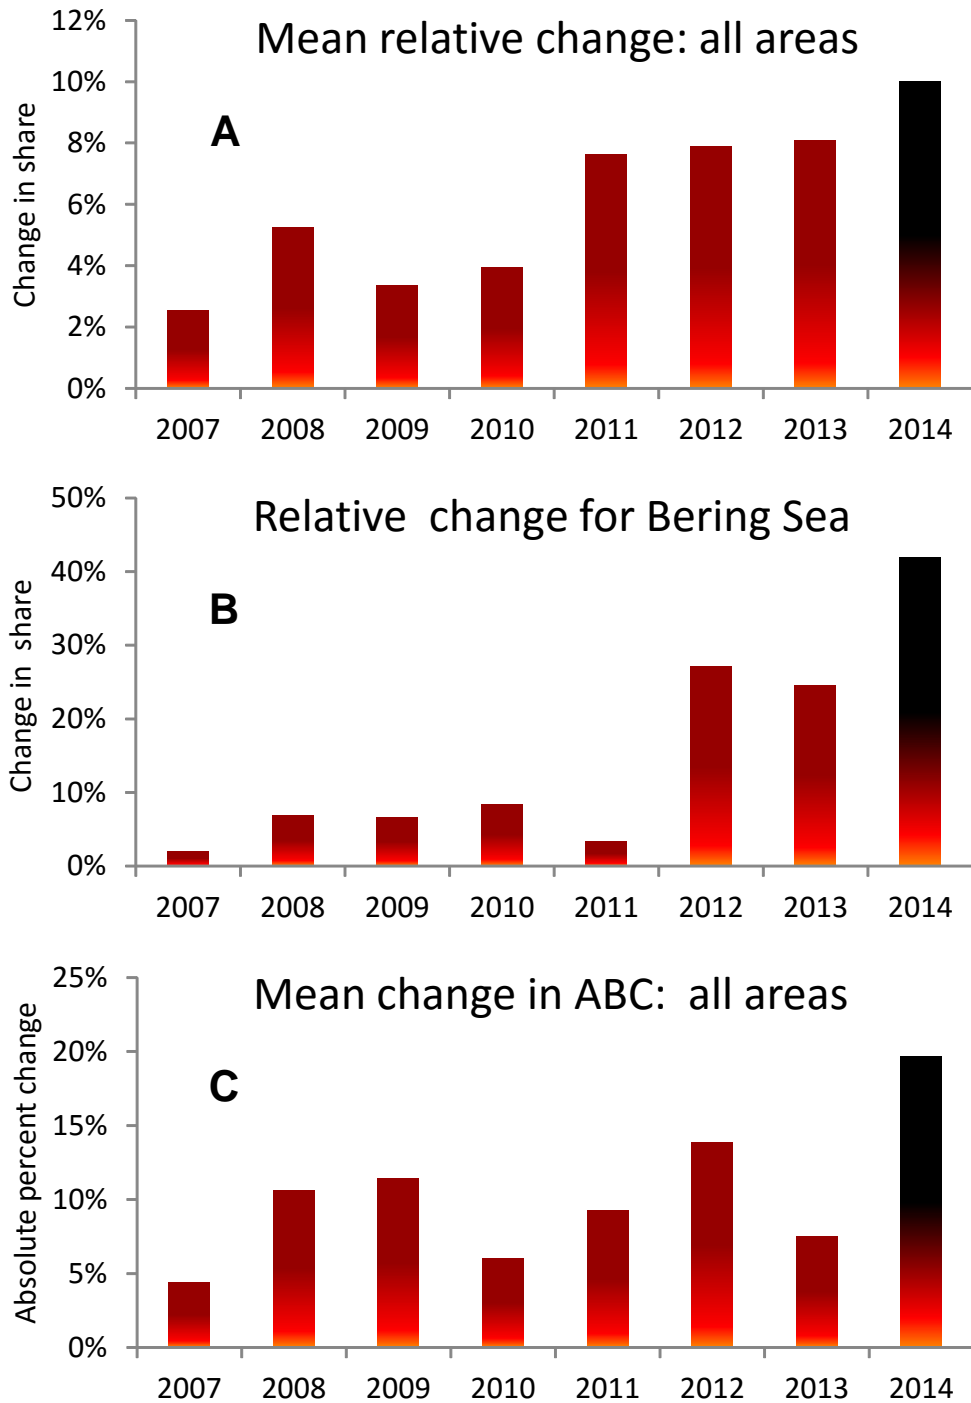 Mean relative change: all areas
A
Change in share
12%
10%
8%
6%
4%
2%
0%
2007 2008 2009 2010 2011 2012 2013 2014
Relative change for Bering Sea
B
Change in share
50%
40%
30%
20%
10%
0%
2007 2008 2009 2010 2011 2012 2013 2014
Mean change in ABC: all areas
C
Absolute percent change
25%
20%
15%
10%
5%
0%
2007 2008 2009 2010 2011 2012 2013 2014